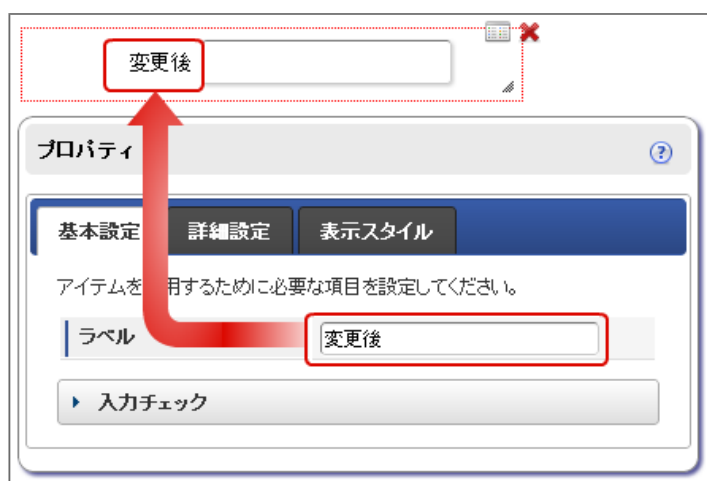 変更後
プロパティ
?
基本設定 詳細設定 表示スタイル
アイテムを 用するために必要な項目を設定してください。
ラベル 変更後
入力チェック